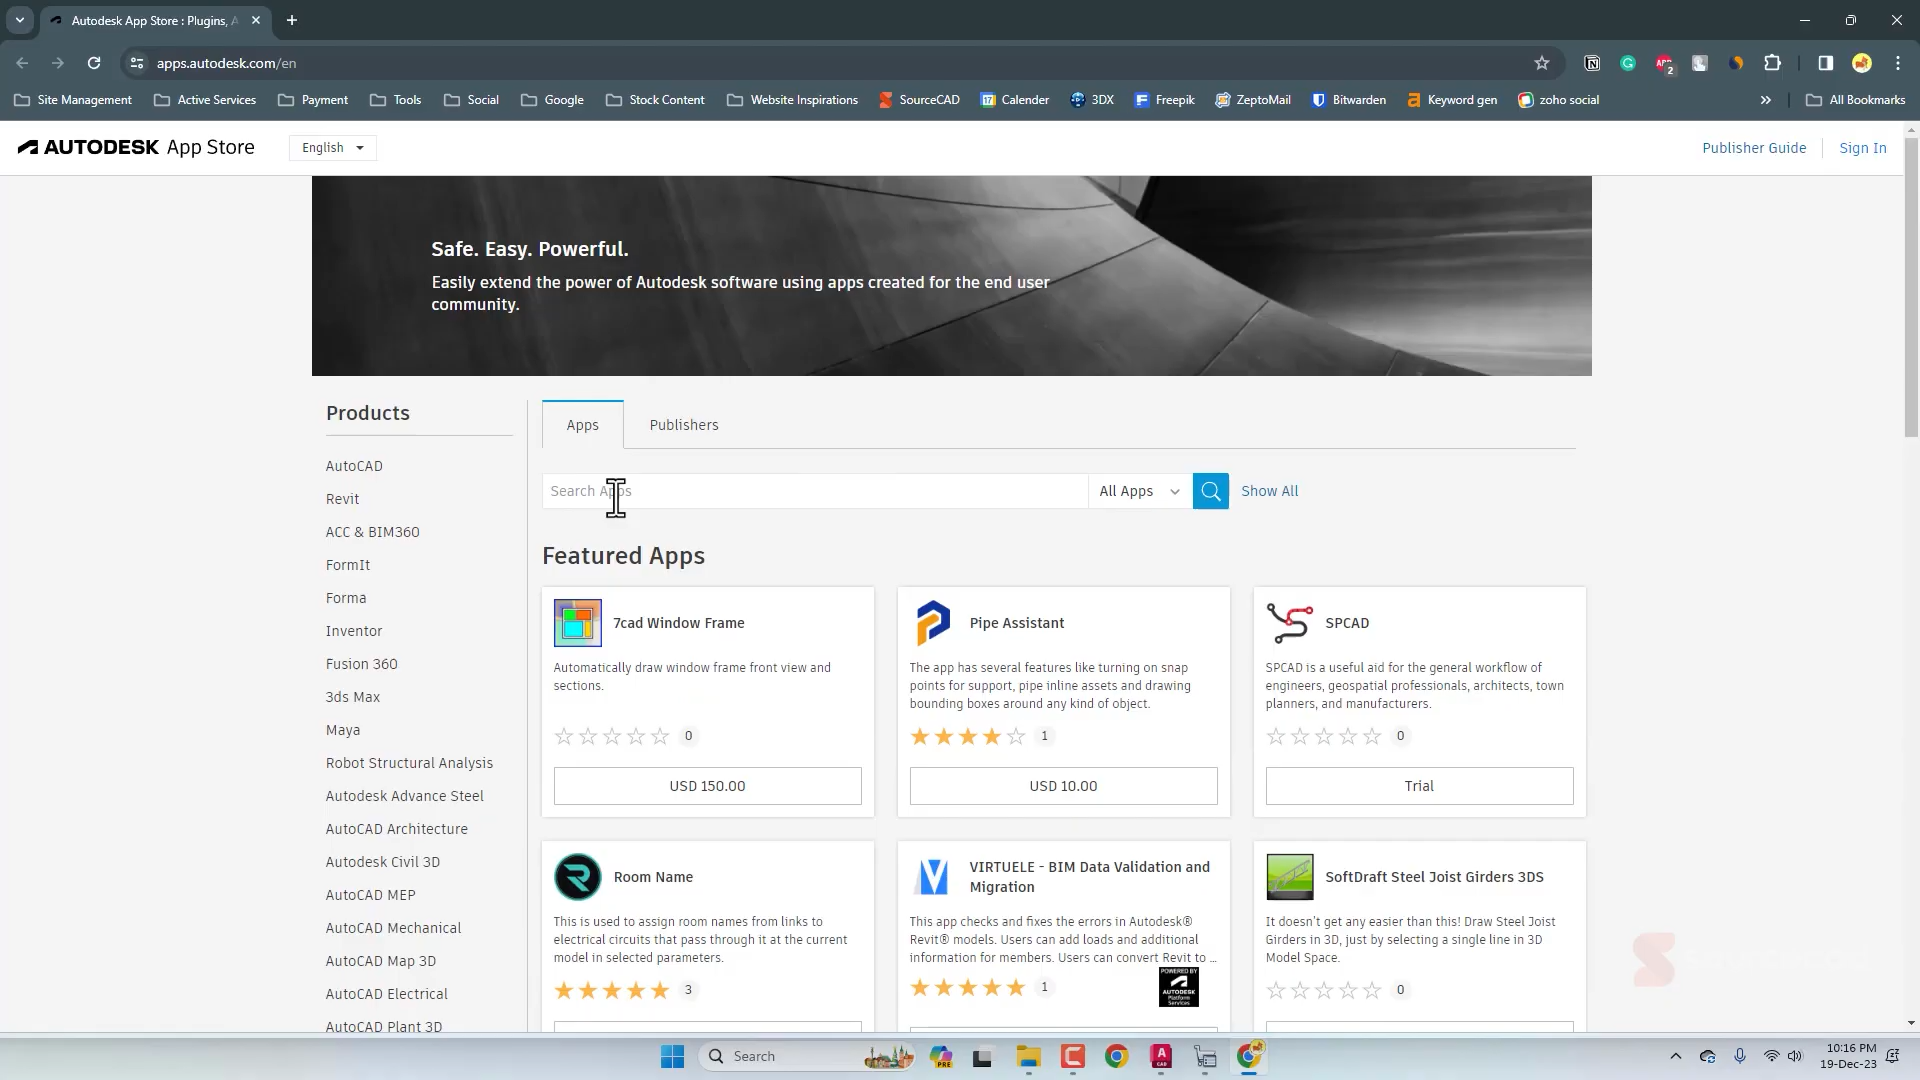 Autodesk App Store : Plugins, A
apps.autodesk.com/en
2
Site Management
Active Services
Payment
Tools
Social
Google
Stock Content
Website Inspirations
SourceCAD
Calender
3DX
Freepik
ZeptoMail
Bitwarden
Keyword gen
zoho social
All Bookmarks
AUTODESK App Store
English
Publisher Guide
Sign In
Safe. Easy. Powerful.
Easily extend the power of Autodesk software using apps created for the end user
community.
Products
AutoCAD
Revit
ACC & BIM360
FormIt
Forma
Inventor
Fusion 360
3ds Max
Maya
Robot Structural Analysis
Autodesk Advance Steel
AutoCAD Architecture
Autodesk Civil 3D
AutoCAD MEP
AutoCAD Mechanical
AutoCAD Map 3D
AutoCAD Electrical
AutoCAD Plant 3D
Apps
Publishers
Search Apps
All Apps
Show All
Featured Apps
7cad Window Frame
Automatically draw window frame front view and
sections.
0
USD 150.00
Pipe Assistant
The app has several features like turning on snap
points for support, pipe inline assets and drawing
bounding boxes around any kind of object.
1
USD 10.00
SPCAD
SPCAD is a useful aid for the general workflow of
engineers, geospatial professionals, architects, town
planners, and manufacturers.
0
Trial
Room Name
This is used to assign room names from links to
electrical circuits that pass through it at the current
model in selected parameters.
3
VIRTUELE - BIM Data Validation and
Migration
This app checks and fixes the errors in Autodesk®
Revit® models. Users can add loads and additional
information for members. Users can convert Revit to ...
POWERED BY
AUTODESK
Platform
Services
1
SoftDraft Steel Joist Girders 3DS
It doesn't get any easier than this! Draw Steel Joist
Girders in 3D, just by selecting a single line in 3D
Model Space.
0
Search
10:16 PM
19-Dec-23